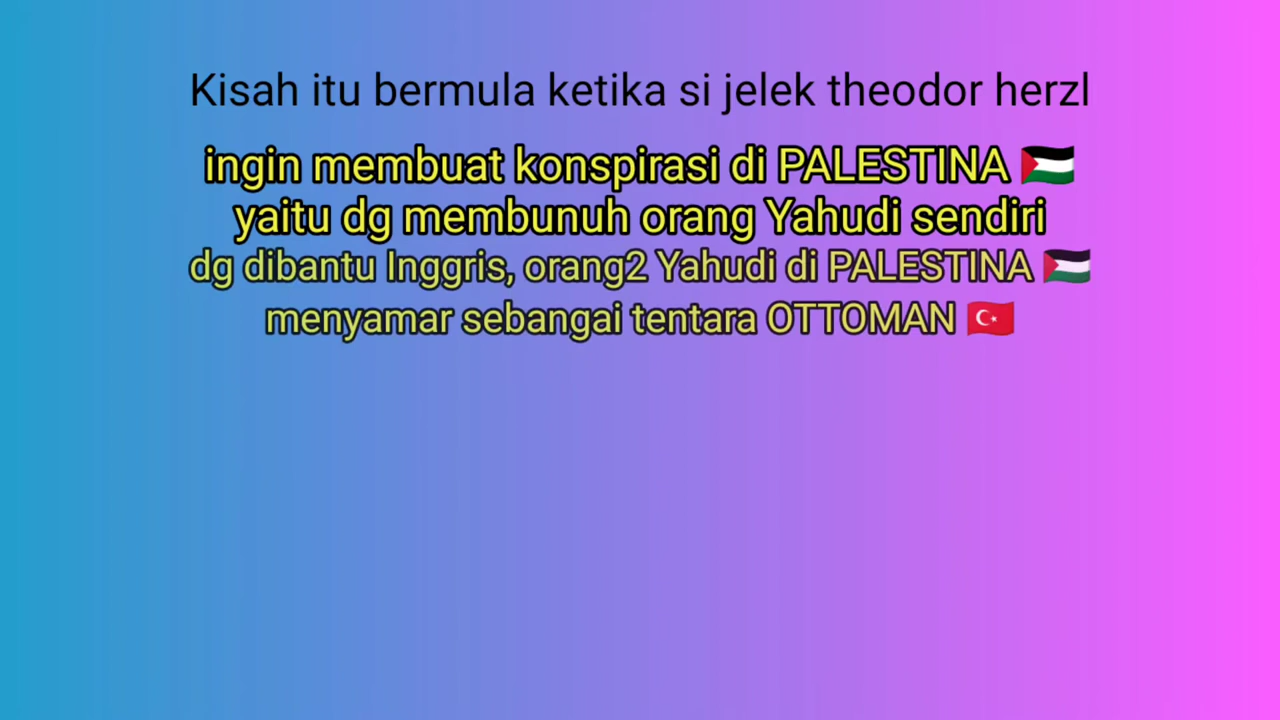 Kisah itu bermula ketika si jelek theodor herzl
ingin membuat konspirasi di PALESTINA 🇵🇸
yaitu dg membunuh orang Yahudi sendiri
dg dibantu Inggris, orang2 Yahudi di PALESTINA 🇵🇸
menyamar sebangai tentara OTTOMAN 🇹🇷